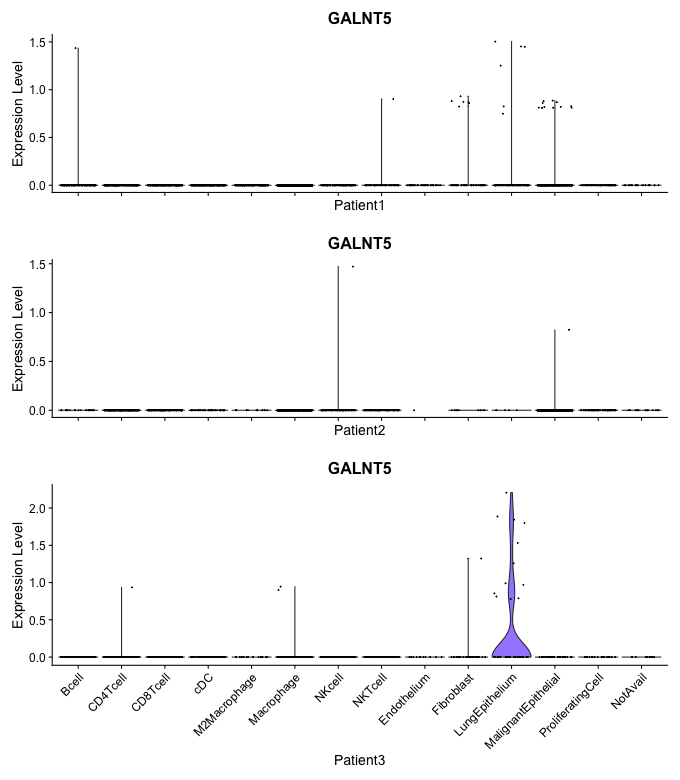 GALNT5
Expression Level
1.5
1.0
0.5
0.0
Patient1
GALNT5
Expression Level
1.5
1.0
0.5
0.0
Patient2
GALNT5
Expression Level
2.0
1.5
1.0
0.5
0.0
Bcell
CD4Tcell
CD8Tcell
cDC
M2Macrophage
Macrophage
NKcell
NKTcell
Endothelium
Fibroblast
LungEpithelium
MalignantEpithelial
ProliferatingCell
NotAvail
Patient3